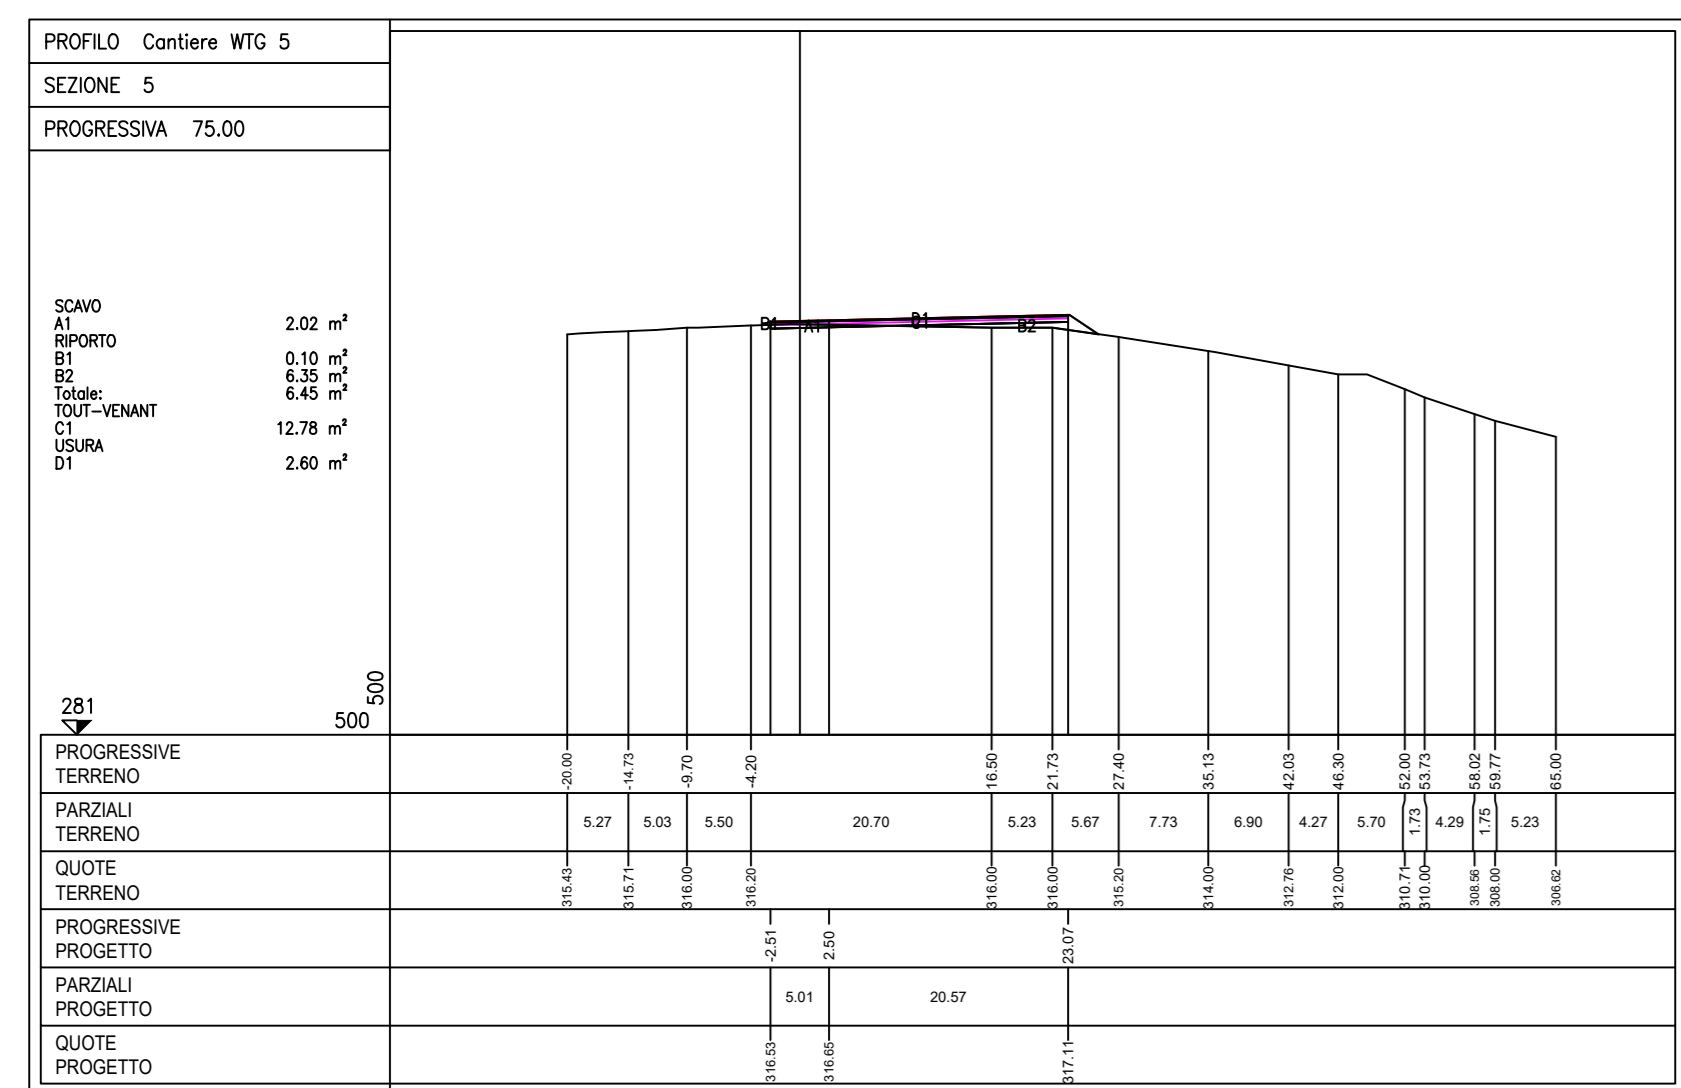 PROFILO Cantiere WTG 5
SEZIONE 5
PROGRESSIVA 75.00
SCAVO
A1 2.02 m²
RIPORTO
B1 0.10 m²
B2 6.35 m²
Totale: 6.45 m²
TOUT-VENANT
C1 12.78 m²
USURA
D1 2.60 m²
B1 A1 D1 C1 B2
281
500
500
PROGRESSIVE
TERRENO
-20.00 -14.73 -9.70 -4.20 16.50 21.73 27.40 35.13 42.03 46.30 52.00 53.73 58.02 59.77 65.00
PARZIALI
TERRENO
5.27 5.03 5.50 20.70 5.23 5.67 7.73 6.90 4.27 5.70 1.73 4.29 1.75 5.23
QUOTE
TERRENO
315.43 315.71 316.00 316.20 316.00 316.00 315.20 314.00 312.76 312.00 310.71 310.00 308.56 308.00 306.62
PROGRESSIVE
PROGETTO
-2.51 2.50 23.07
PARZIALI
PROGETTO
5.01 20.57
QUOTE
PROGETTO
316.53 316.65 317.11